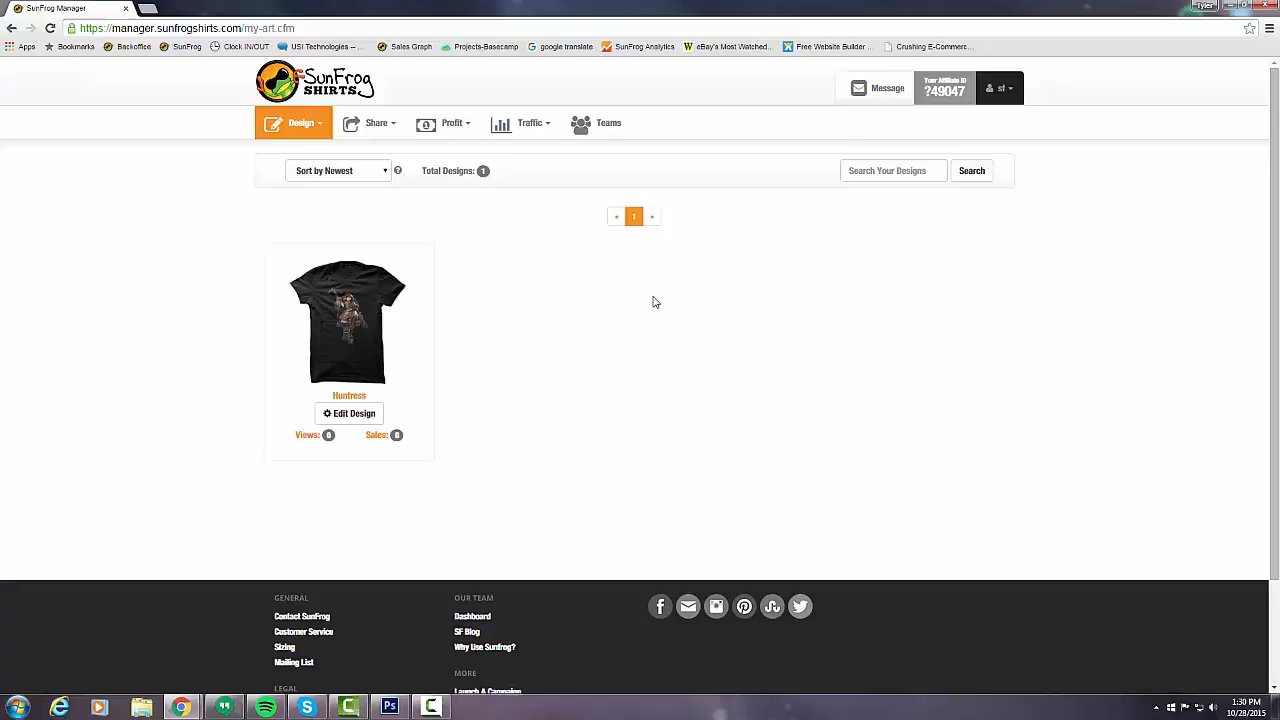 SunFrog Manager
Tyler
https://manager.sunfrogshirts.com/my-art.cfm
Apps Bookmarks Backoffice SunFrog Clock IN/OUT USI Technologies – ... Sales Graph Projects-Basecamp google translate SunFrog Analytics eBay's Most Watched... Free Website Builder ... Crushing E-Commerc...
SunFrog
SHIRTS
Message
Your Affiliate ID
?49047
sf
Design
Share
Profit
Traffic
Teams
Sort by Newest
Total Designs: 1
Search Your Designs
Search
« 1 »
Huntress
Edit Design
Views: 0 Sales: 0
GENERAL
Contact SunFrog
Customer Service
Sizing
Mailing List
LEGAL
OUR TEAM
Dashboard
SF Blog
Why Use Sunfrog?
MORE
Launch A Campaign
1:30 PM
10/28/2015